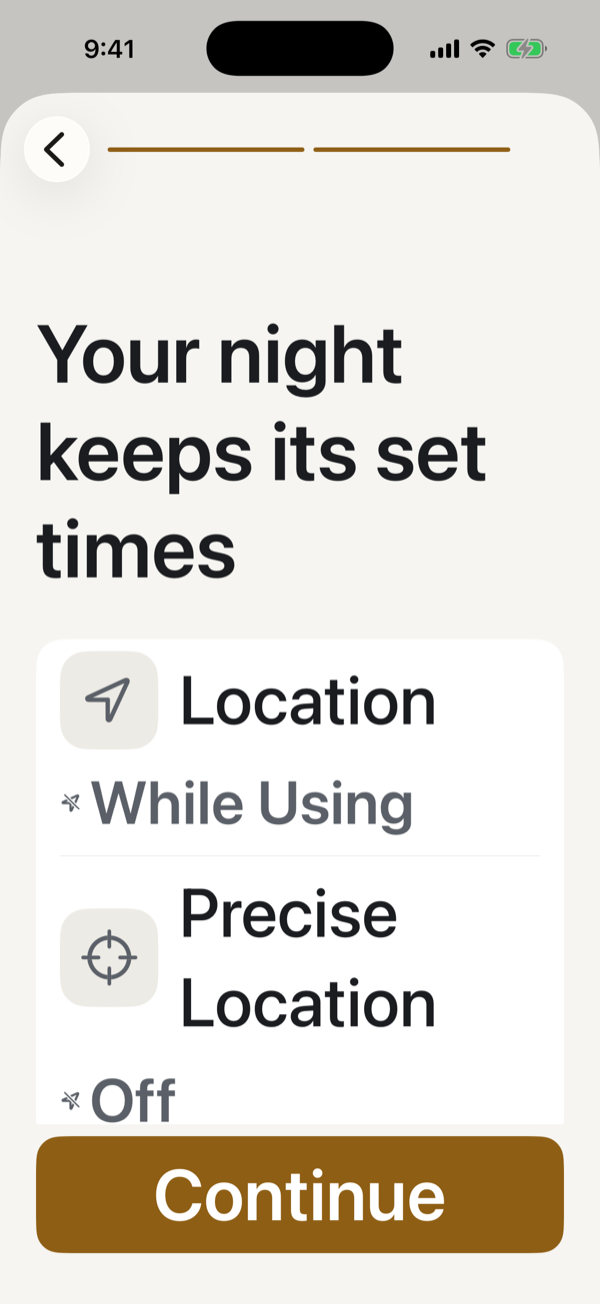 9:41
Your night
keeps its set
times
Location
While Using
Precise
Location
Off
Continue